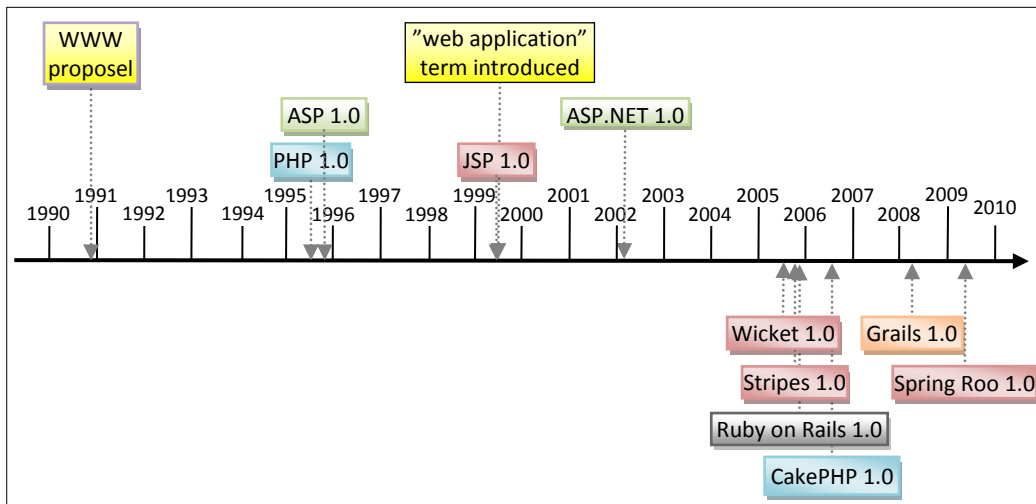 WWW
proposel
”web application”
term introduced
ASP 1.0
ASP.NET 1.0
PHP 1.0
JSP 1.0
1990 1991 1992 1993 1994 1995 1996 1997 1998 1999 2000 2001 2002 2003 2004 2005 2006 2007 2008 2009 2010
Wicket 1.0
Grails 1.0
Stripes 1.0
Spring Roo 1.0
Ruby on Rails 1.0
CakePHP 1.0